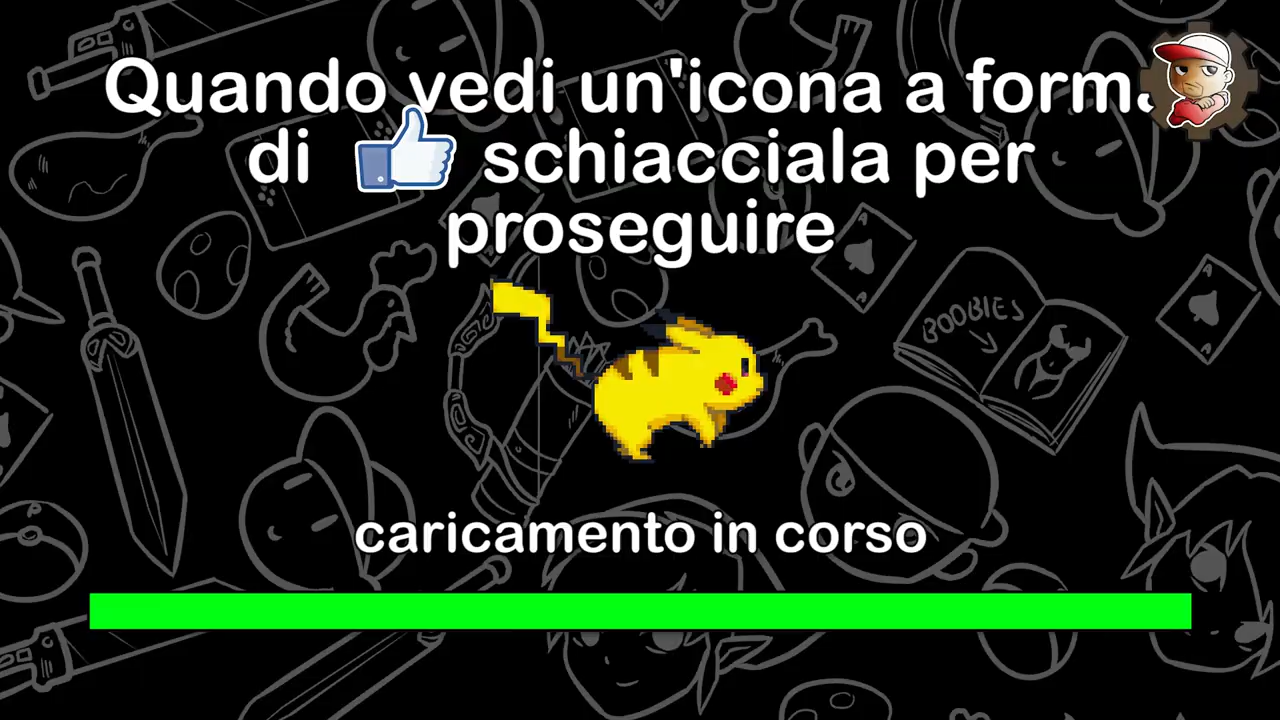 Quando vedi un'icona a forma
di schiacciala per
proseguire
BOOBIES
caricamento in corso